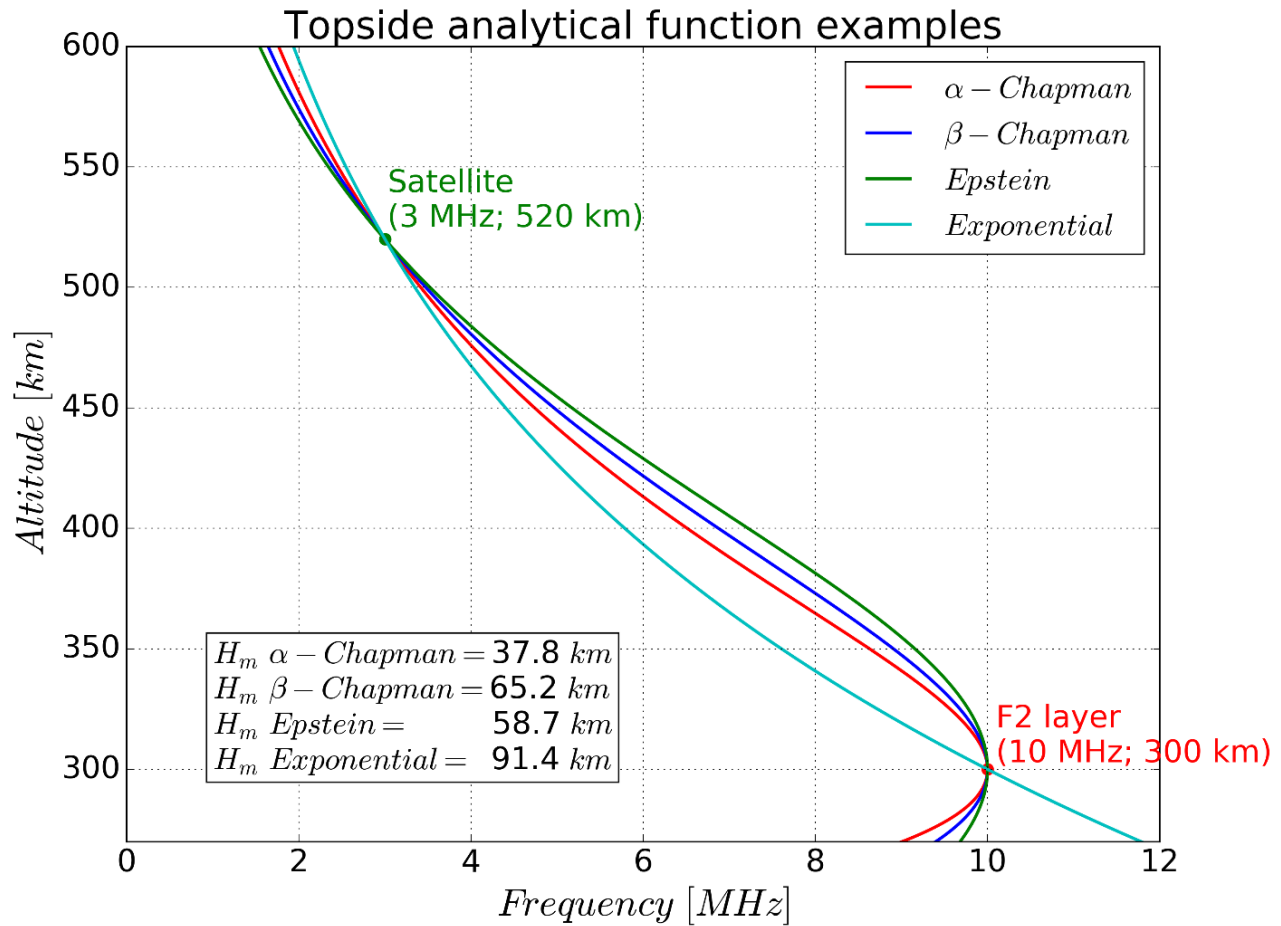 Topside analytical function examples
600
550
500
450
400
350
300
Altitude [km]
α − Chapman
β − Chapman
Epstein
Exponential
Satellite
(3 MHz; 520 km)
H_m α − Chapman = 37.8 km
H_m β − Chapman = 65.2 km
H_m Epstein = 58.7 km
H_m Exponential = 91.4 km
F2 layer
(10 MHz; 300 km)
0 2 4 6 8 10 12
Frequency [MHz]